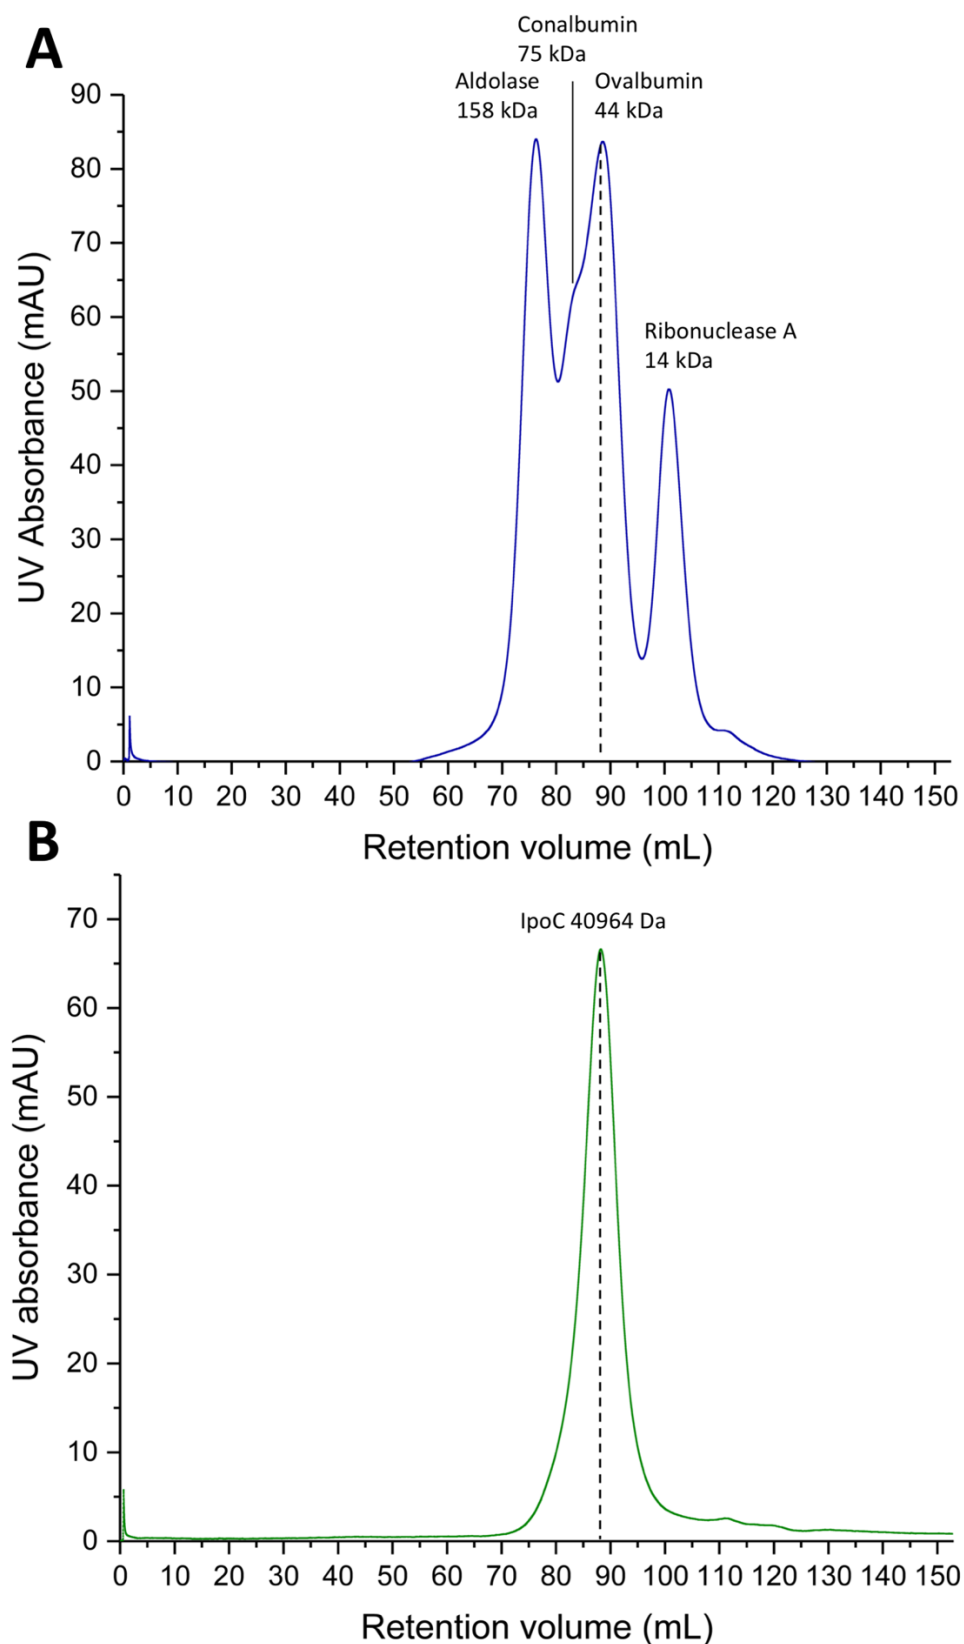 A
Conalbumin
75 kDa
Aldolase
158 kDa
Ovalbumin
44 kDa
Ribonuclease A
14 kDa
90
80
70
60
50
40
30
20
10
0
UV Absorbance (mAU)
0 10 20 30 40 50 60 70 80 90 100 110 120 130 140 150
Retention volume (mL)
B
IpoC 40964 Da
70
60
50
40
30
20
10
0
UV absorbance (mAU)
0 10 20 30 40 50 60 70 80 90 100 110 120 130 140 150
Retention volume (mL)